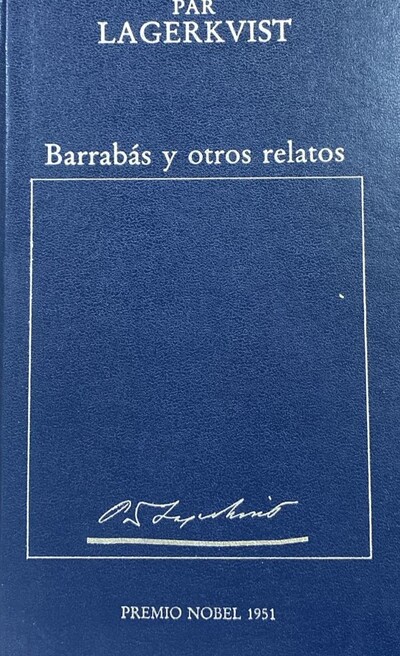 PAR
LAGERKVIST
Barrabás y otros relatos
PREMIO NOBEL 1951